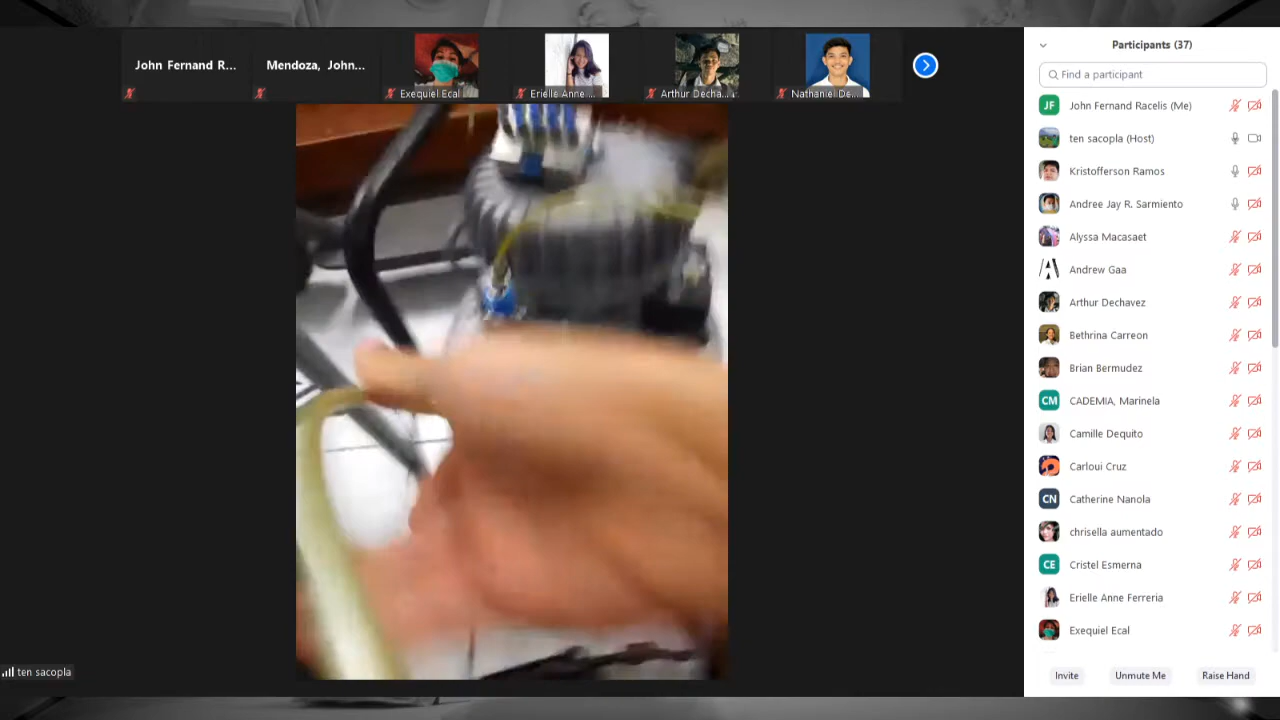 John Fernand R...
Mendoza, John...
Exequiel Ecal
Erielle Anne ...
Arthur Decha...
Nathaniel De...
Participants (37)
Find a participant
JF John Fernand Racelis (Me)
ten sacopla (Host)
Kristofferson Ramos
Andree Jay R. Sarmiento
Alyssa Macasaet
Andrew Gaa
Arthur Dechavez
Bethrina Carreon
Brian Bermudez
CM CADEMIA, Marinela
Camille Dequito
Carloui Cruz
CN Catherine Nanola
chrisella aumentado
CE Cristel Esmerna
Erielle Anne Ferreria
Exequiel Ecal
ten sacopla
Invite
Unmute Me
Raise Hand